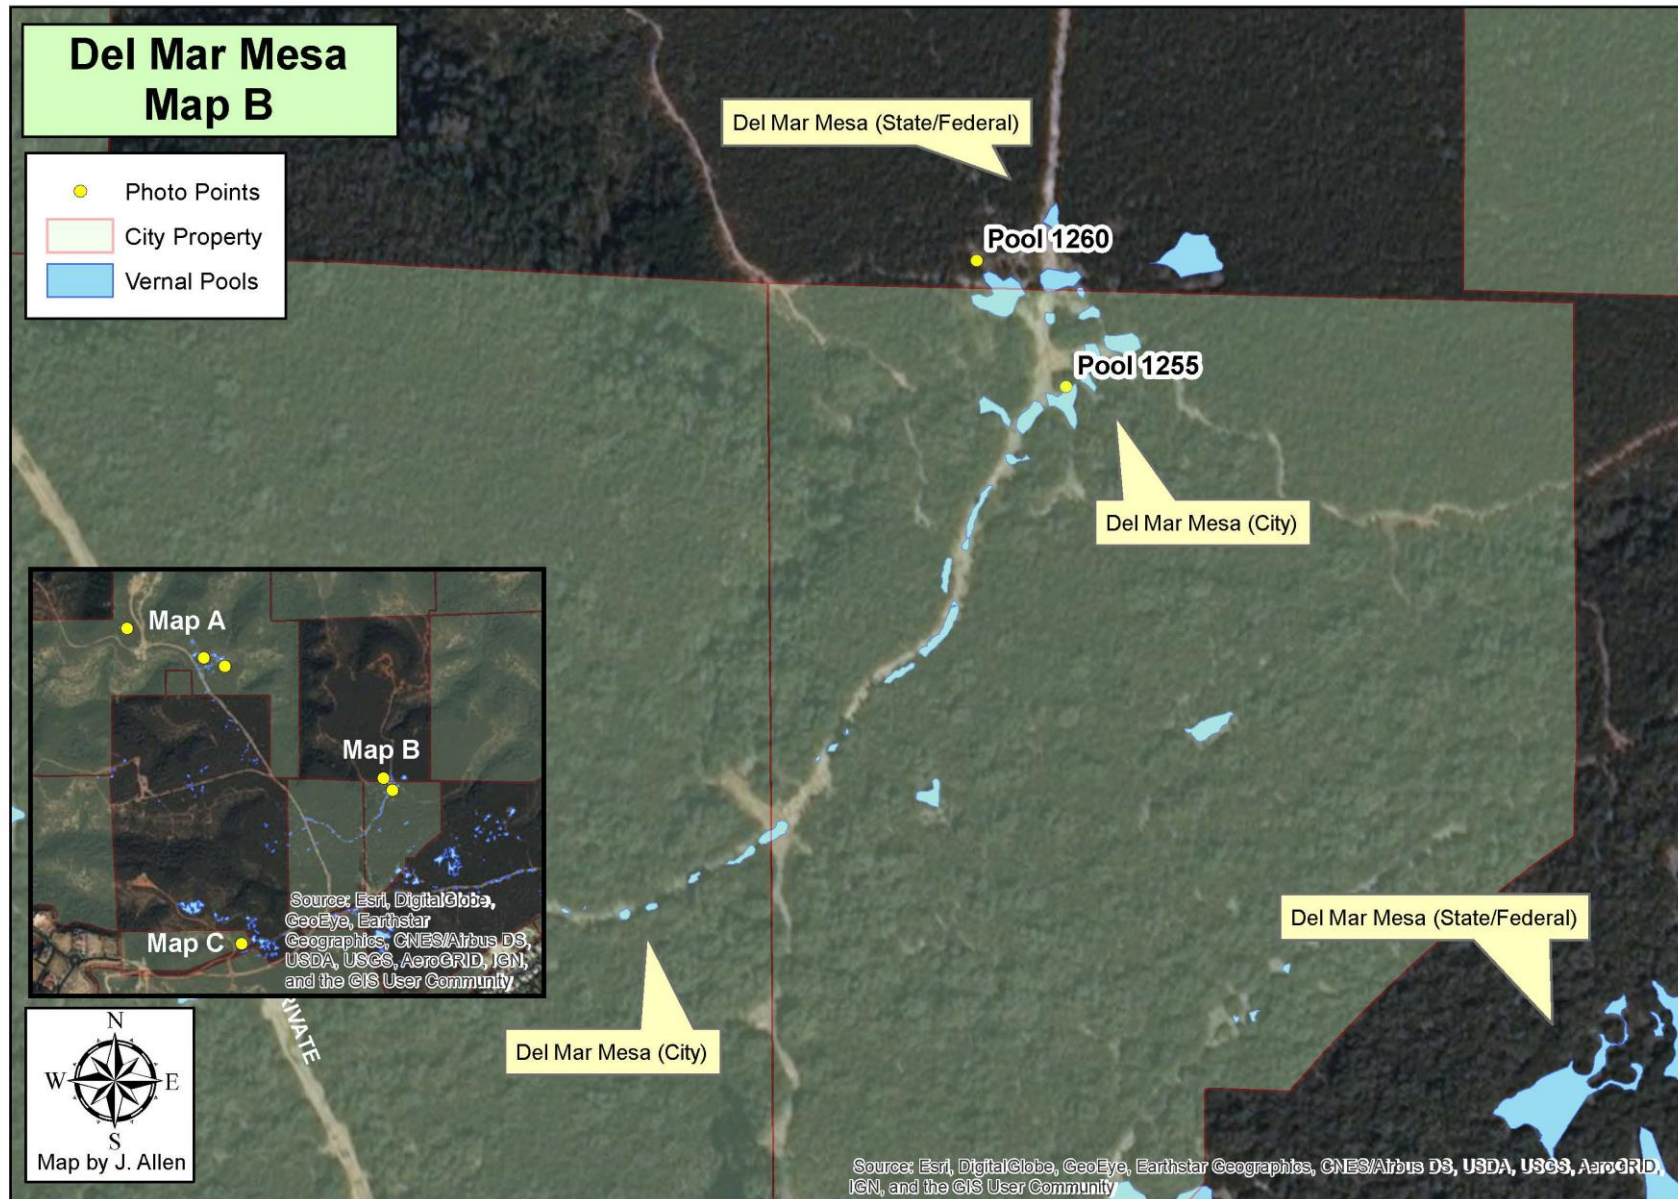 Del Mar Mesa
Map B
Photo Points
City Property
Vernal Pools
Del Mar Mesa (State/Federal)
Pool 1260
Pool 1255
Del Mar Mesa (City)
Map A
Map B
Map C
Source: Esri, DigitalGlobe,
GeoEye, Earthstar
Geographics, CNES/Airbus DS,
USDA, USGS, AeroGRID, IGN,
and the GIS User Community
Del Mar Mesa (State/Federal)
Del Mar Mesa (City)
RIVATE
N
W E
S
Map by J. Allen
Source: Esri, DigitalGlobe, GeoEye, Earthstar Geographics, CNES/Airbus DS, USDA, USGS, AeroGRID,
IGN, and the GIS User Community